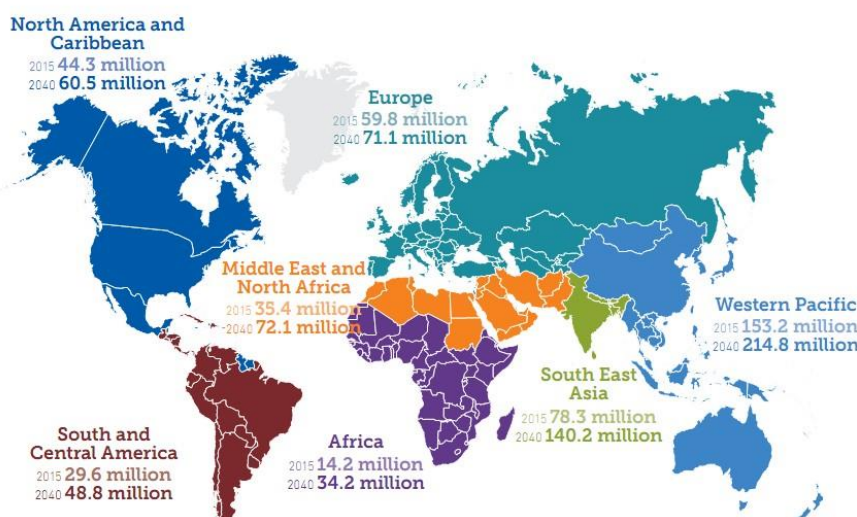 North America and
Caribbean
2015 44.3 million
2040 60.5 million
Europe
2015 59.8 million
2040 71.1 million
Middle East and
North Africa
2015 35.4 million
2040 72.1 million
Western Pacific
2015 153.2 million
2040 214.8 million
South East
Asia
2015 78.3 million
2040 140.2 million
South and
Central America
2015 29.6 million
2040 48.8 million
Africa
2015 14.2 million
2040 34.2 million